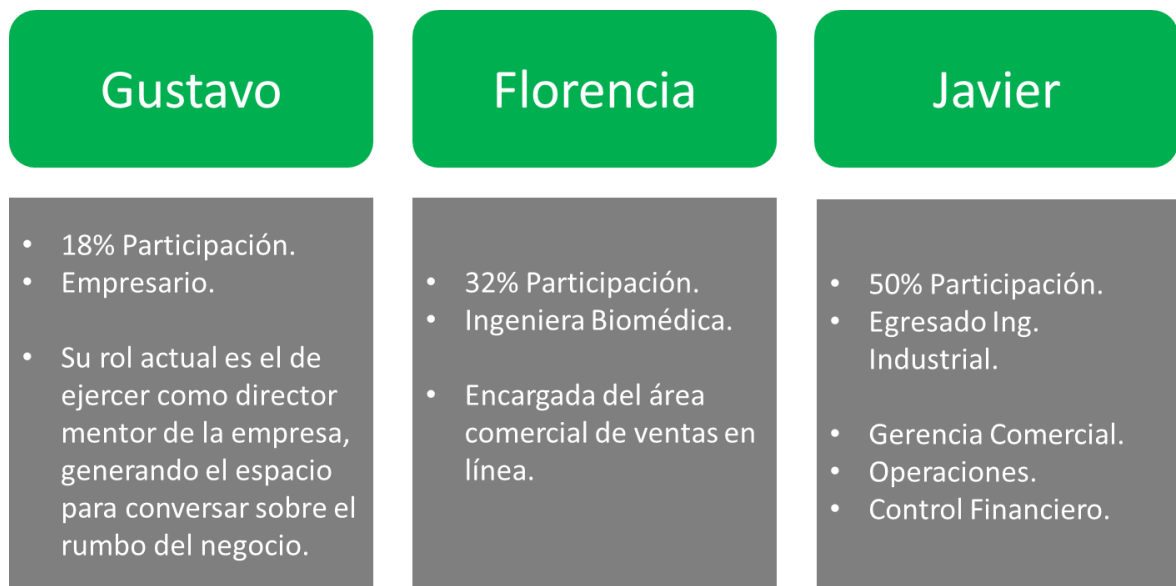 Gustavo
• 18% Participación.
• Empresario.
• Su rol actual es el de
ejercer como director
mentor de la empresa,
generando el espacio
para conversar sobre el
rumbo del negocio.
Florencia
• 32% Participación.
• Ingeniera Biomédica.
• Encargada del área
comercial de ventas en
línea.
Javier
• 50% Participación.
• Egresado Ing.
Industrial.
• Gerencia Comercial.
• Operaciones.
• Control Financiero.